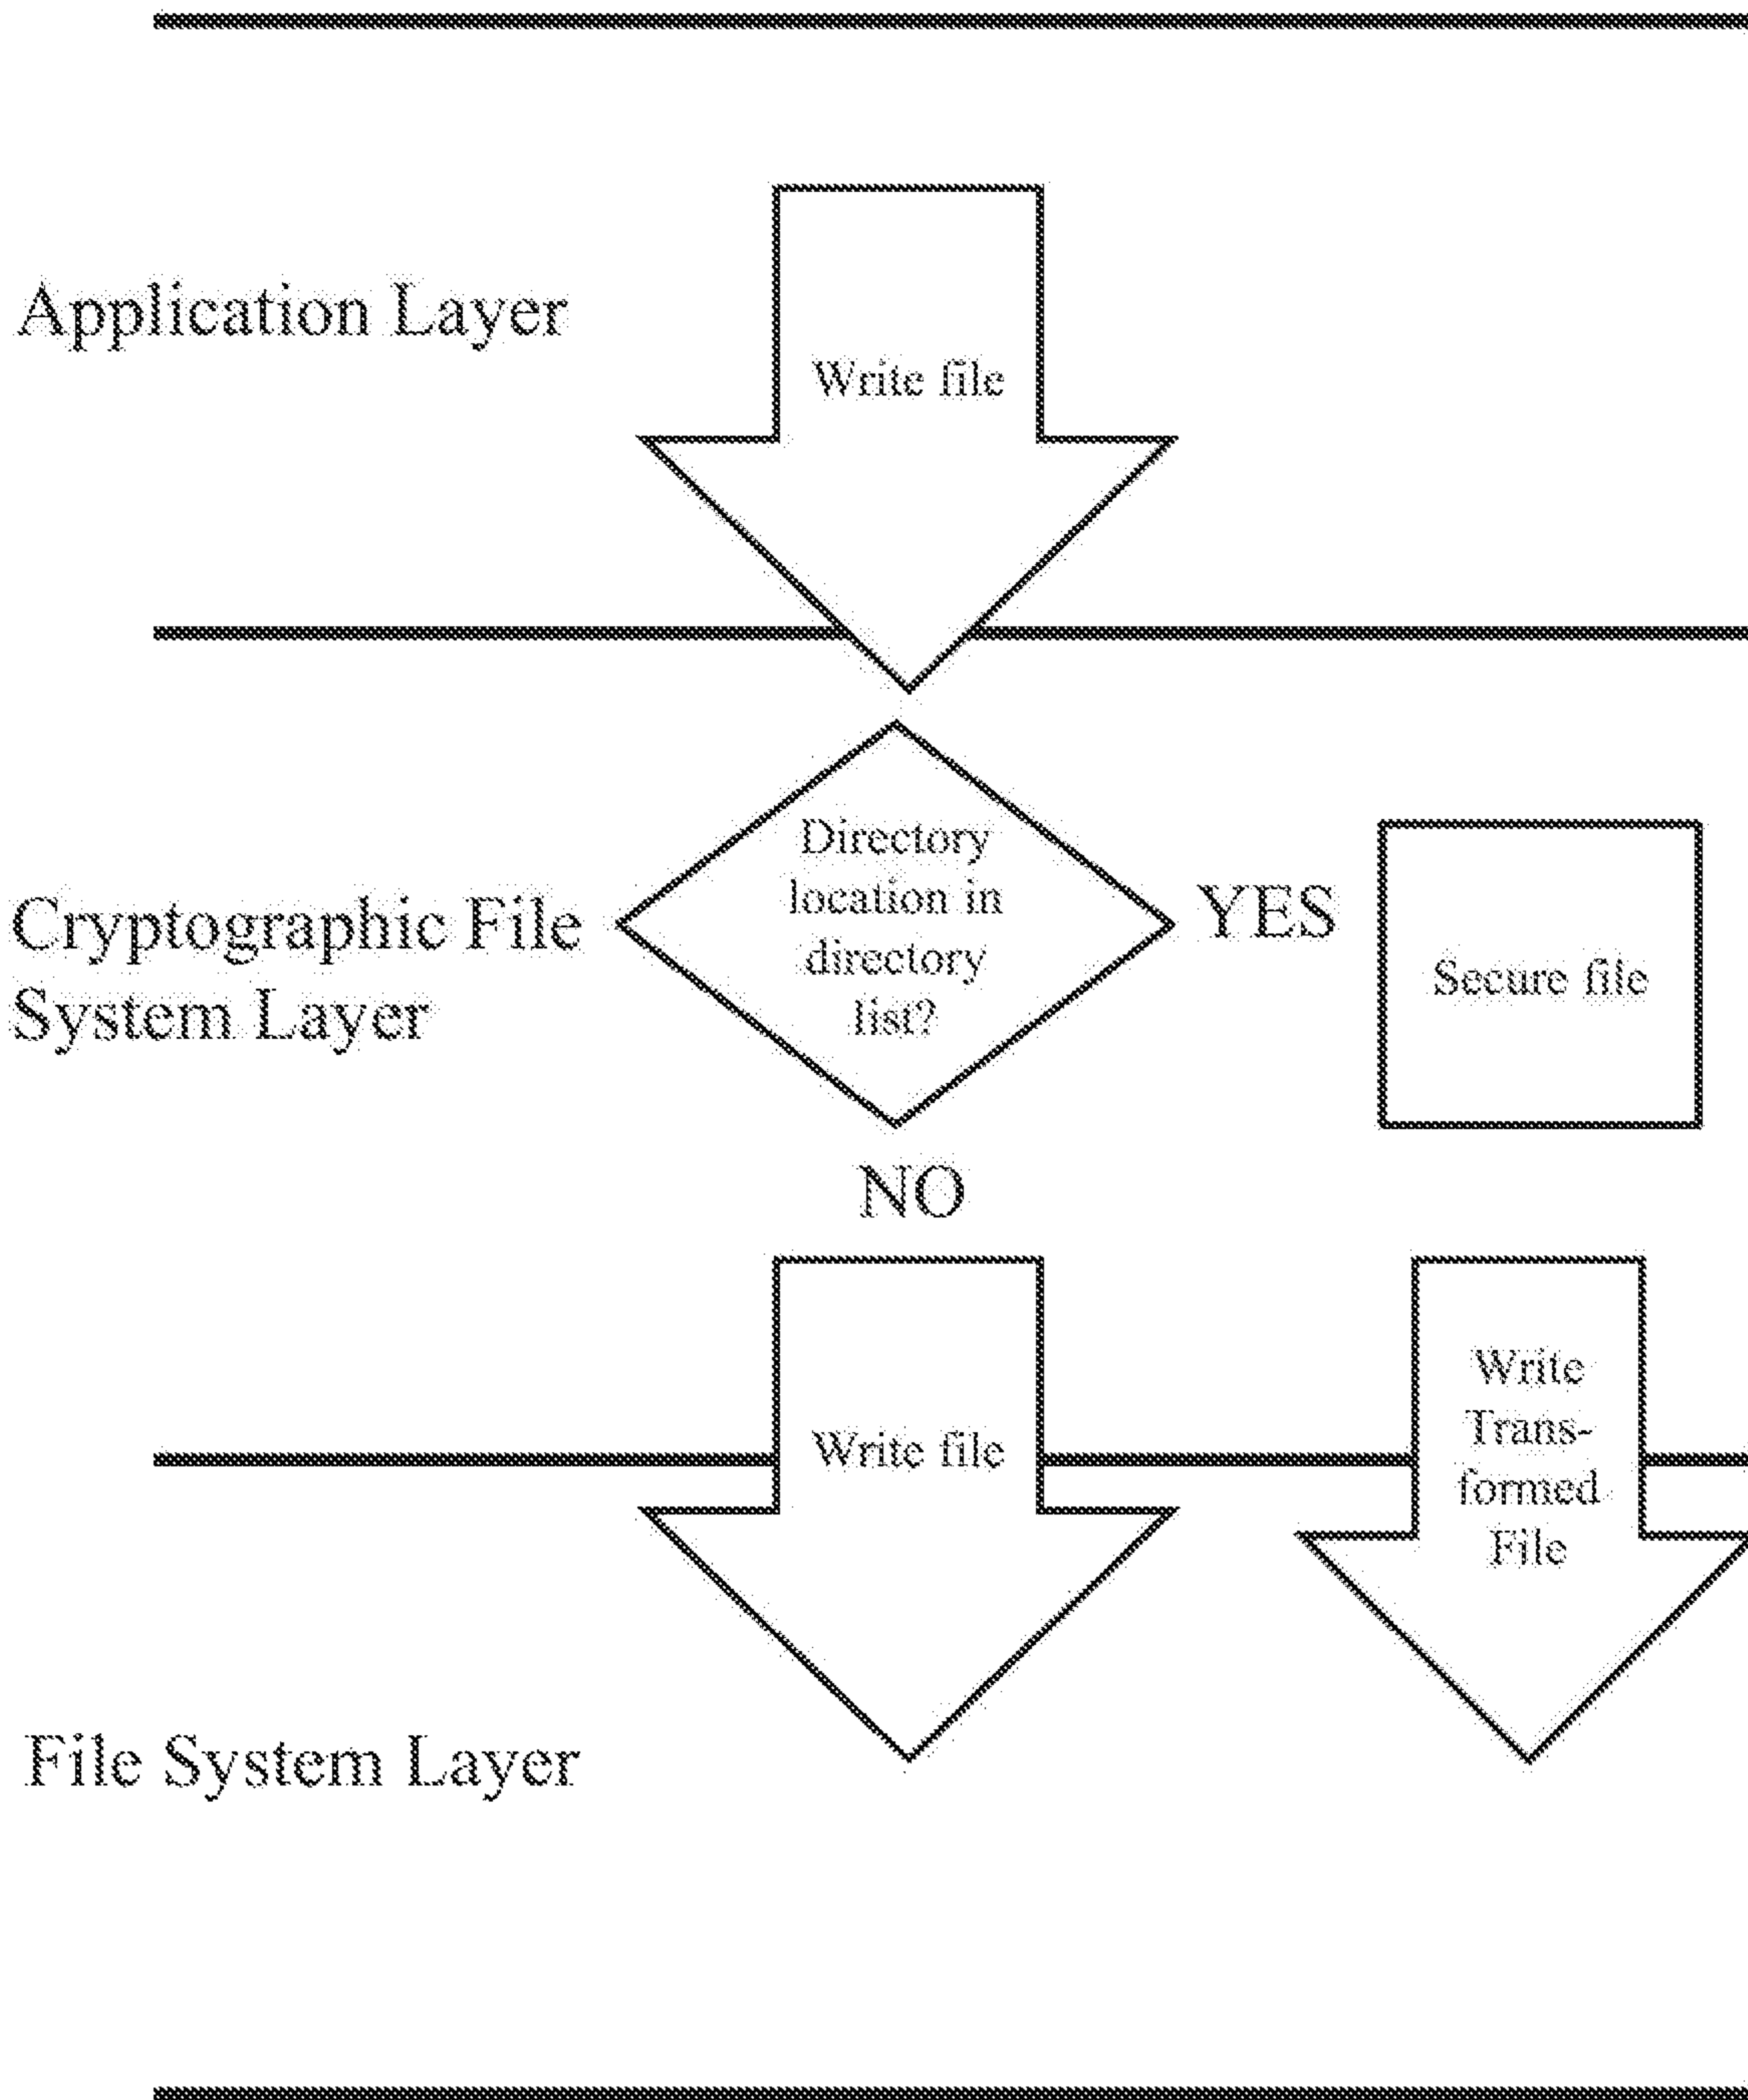 Application Layer
Write file
Cryptographic File
System Layer
Directory
location in
directory
list?
YES
Secure file
NO
Write file
Write
Trans-
formed
File
File System Layer